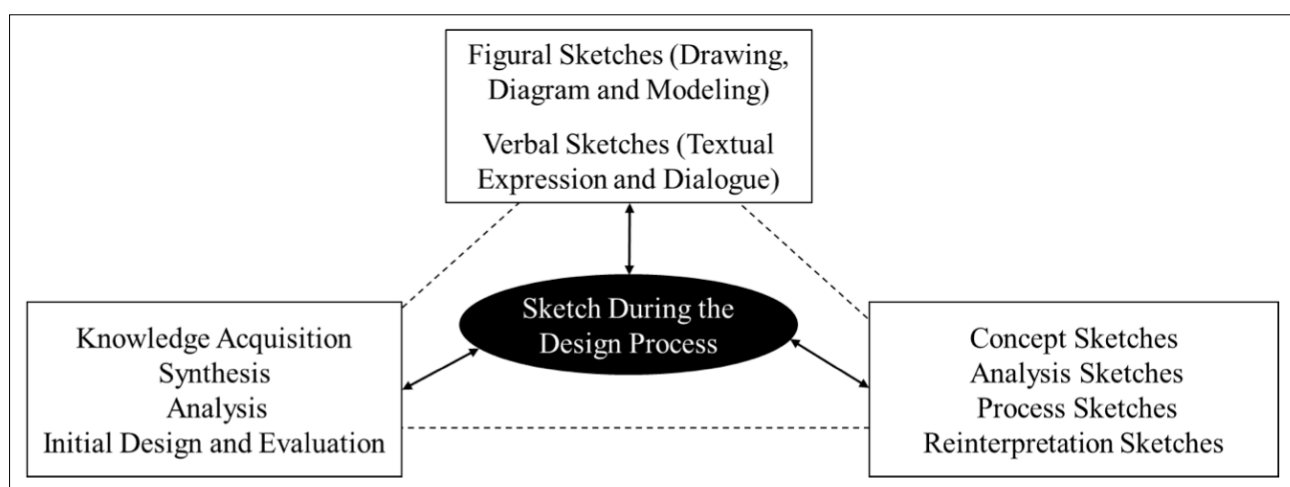 Figural Sketches (Drawing,
Diagram and Modeling)
Verbal Sketches (Textual
Expression and Dialogue)
Sketch During the
Design Process
Knowledge Acquisition
Synthesis
Analysis
Initial Design and Evaluation
Concept Sketches
Analysis Sketches
Process Sketches
Reinterpretation Sketches